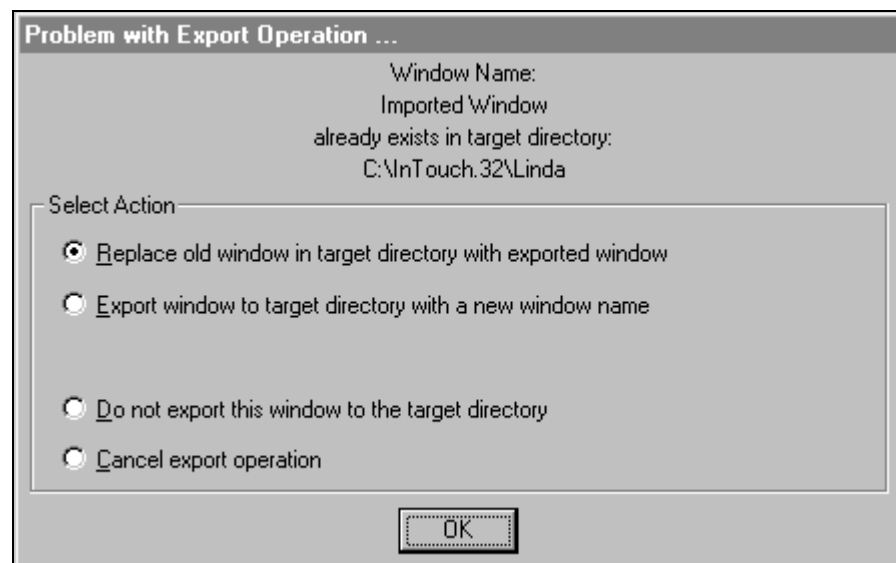 Problem with Export Operation ...
Window Name:
Imported Window
already exists in target directory:
C:\InTouch.32\Linda
Select Action
Replace old window in target directory with exported window
Export window to target directory with a new window name
Do not export this window to the target directory
Cancel export operation
OK